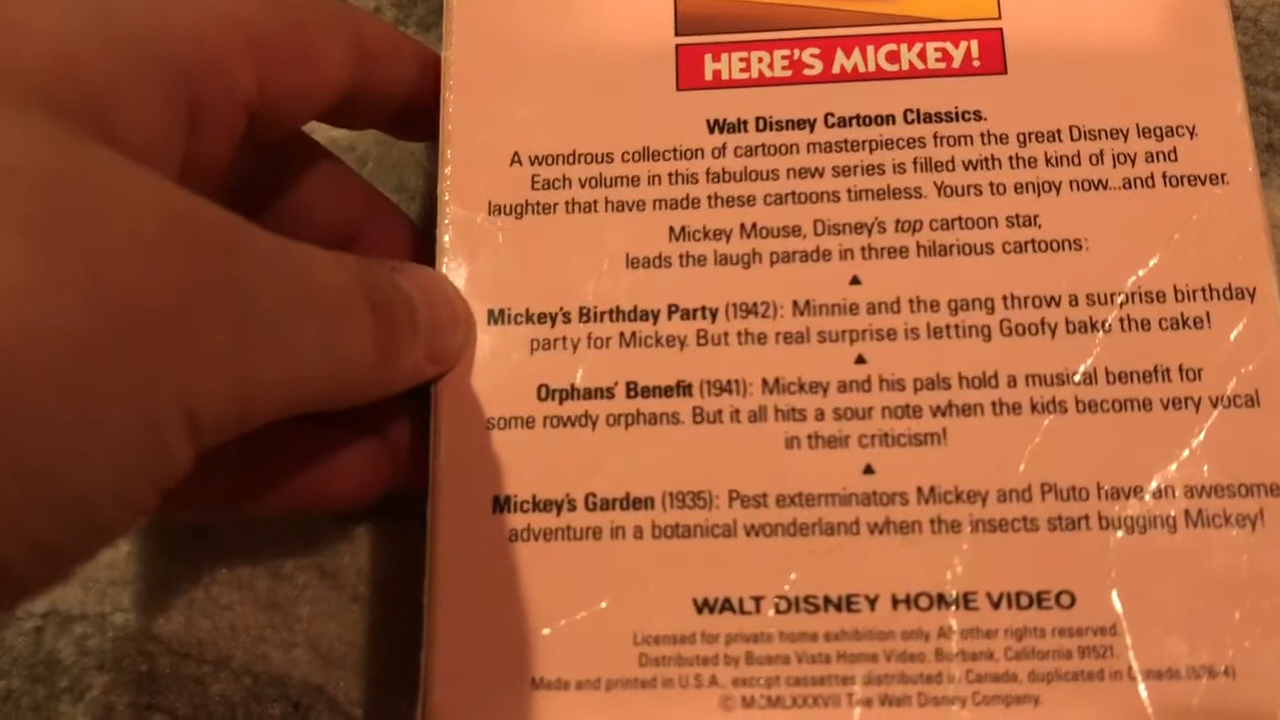 HERE'S MICKEY!
Walt Disney Cartoon Classics.
A wondrous collection of cartoon masterpieces from the great Disney legacy.
Each volume in this fabulous new series is filled with the kind of joy and
laughter that have made these cartoons timeless. Yours to enjoy now...and forever.
Mickey Mouse, Disney's top cartoon star,
leads the laugh parade in three hilarious cartoons:
▲
Mickey's Birthday Party (1942): Minnie and the gang throw a surprise birthday
party for Mickey. But the real surprise is letting Goofy bake the cake!
▲
Orphans' Benefit (1941): Mickey and his pals hold a musical benefit for
some rowdy orphans. But it all hits a sour note when the kids become very vocal
in their criticism!
▲
Mickey's Garden (1935): Pest exterminators Mickey and Pluto have an awesome
adventure in a botanical wonderland when the insects start bugging Mickey!
WALT DISNEY HOME VIDEO
Licensed for private home exhibition only. All other rights reserved.
Distributed by Buena Vista Home Video, Burbank, California 91521.
Made and printed in U.S.A., except cassettes distributed in Canada, duplicated in Canada.
© MCMLXXXVII The Walt Disney Company.